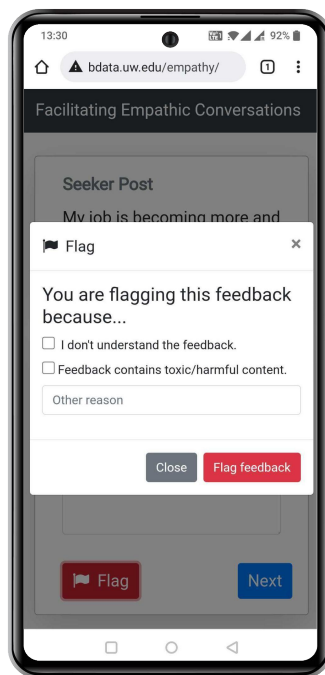 13:30
92%
bdata.uw.edu/empathy/
1
Facilitating Empathic Conversations
Seeker Post
My job is becoming more and
Flag
×
You are flagging this feedback
because...
I don't understand the feedback.
Feedback contains toxic/harmful content.
Other reason
Close
Flag feedback
Flag
Next